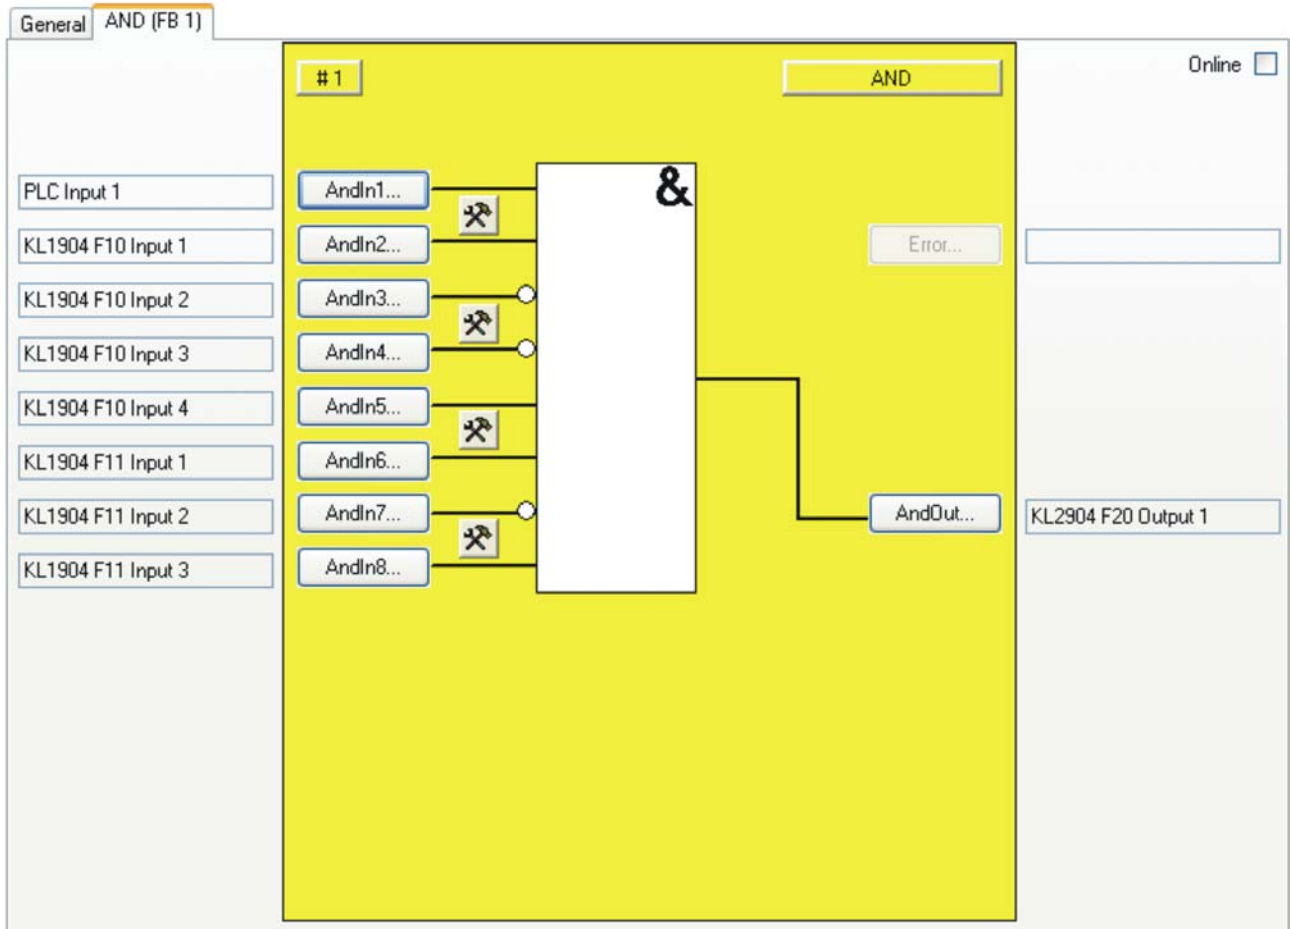 General AND (FB 1)
# 1 AND Online
&
PLC Input 1 AndIn1...
KL1904 F10 Input 1 AndIn2... Error...
KL1904 F10 Input 2 AndIn3...
KL1904 F10 Input 3 AndIn4...
KL1904 F10 Input 4 AndIn5...
KL1904 F11 Input 1 AndIn6...
KL1904 F11 Input 2 AndIn7... AndOut... KL2904 F20 Output 1
KL1904 F11 Input 3 AndIn8...